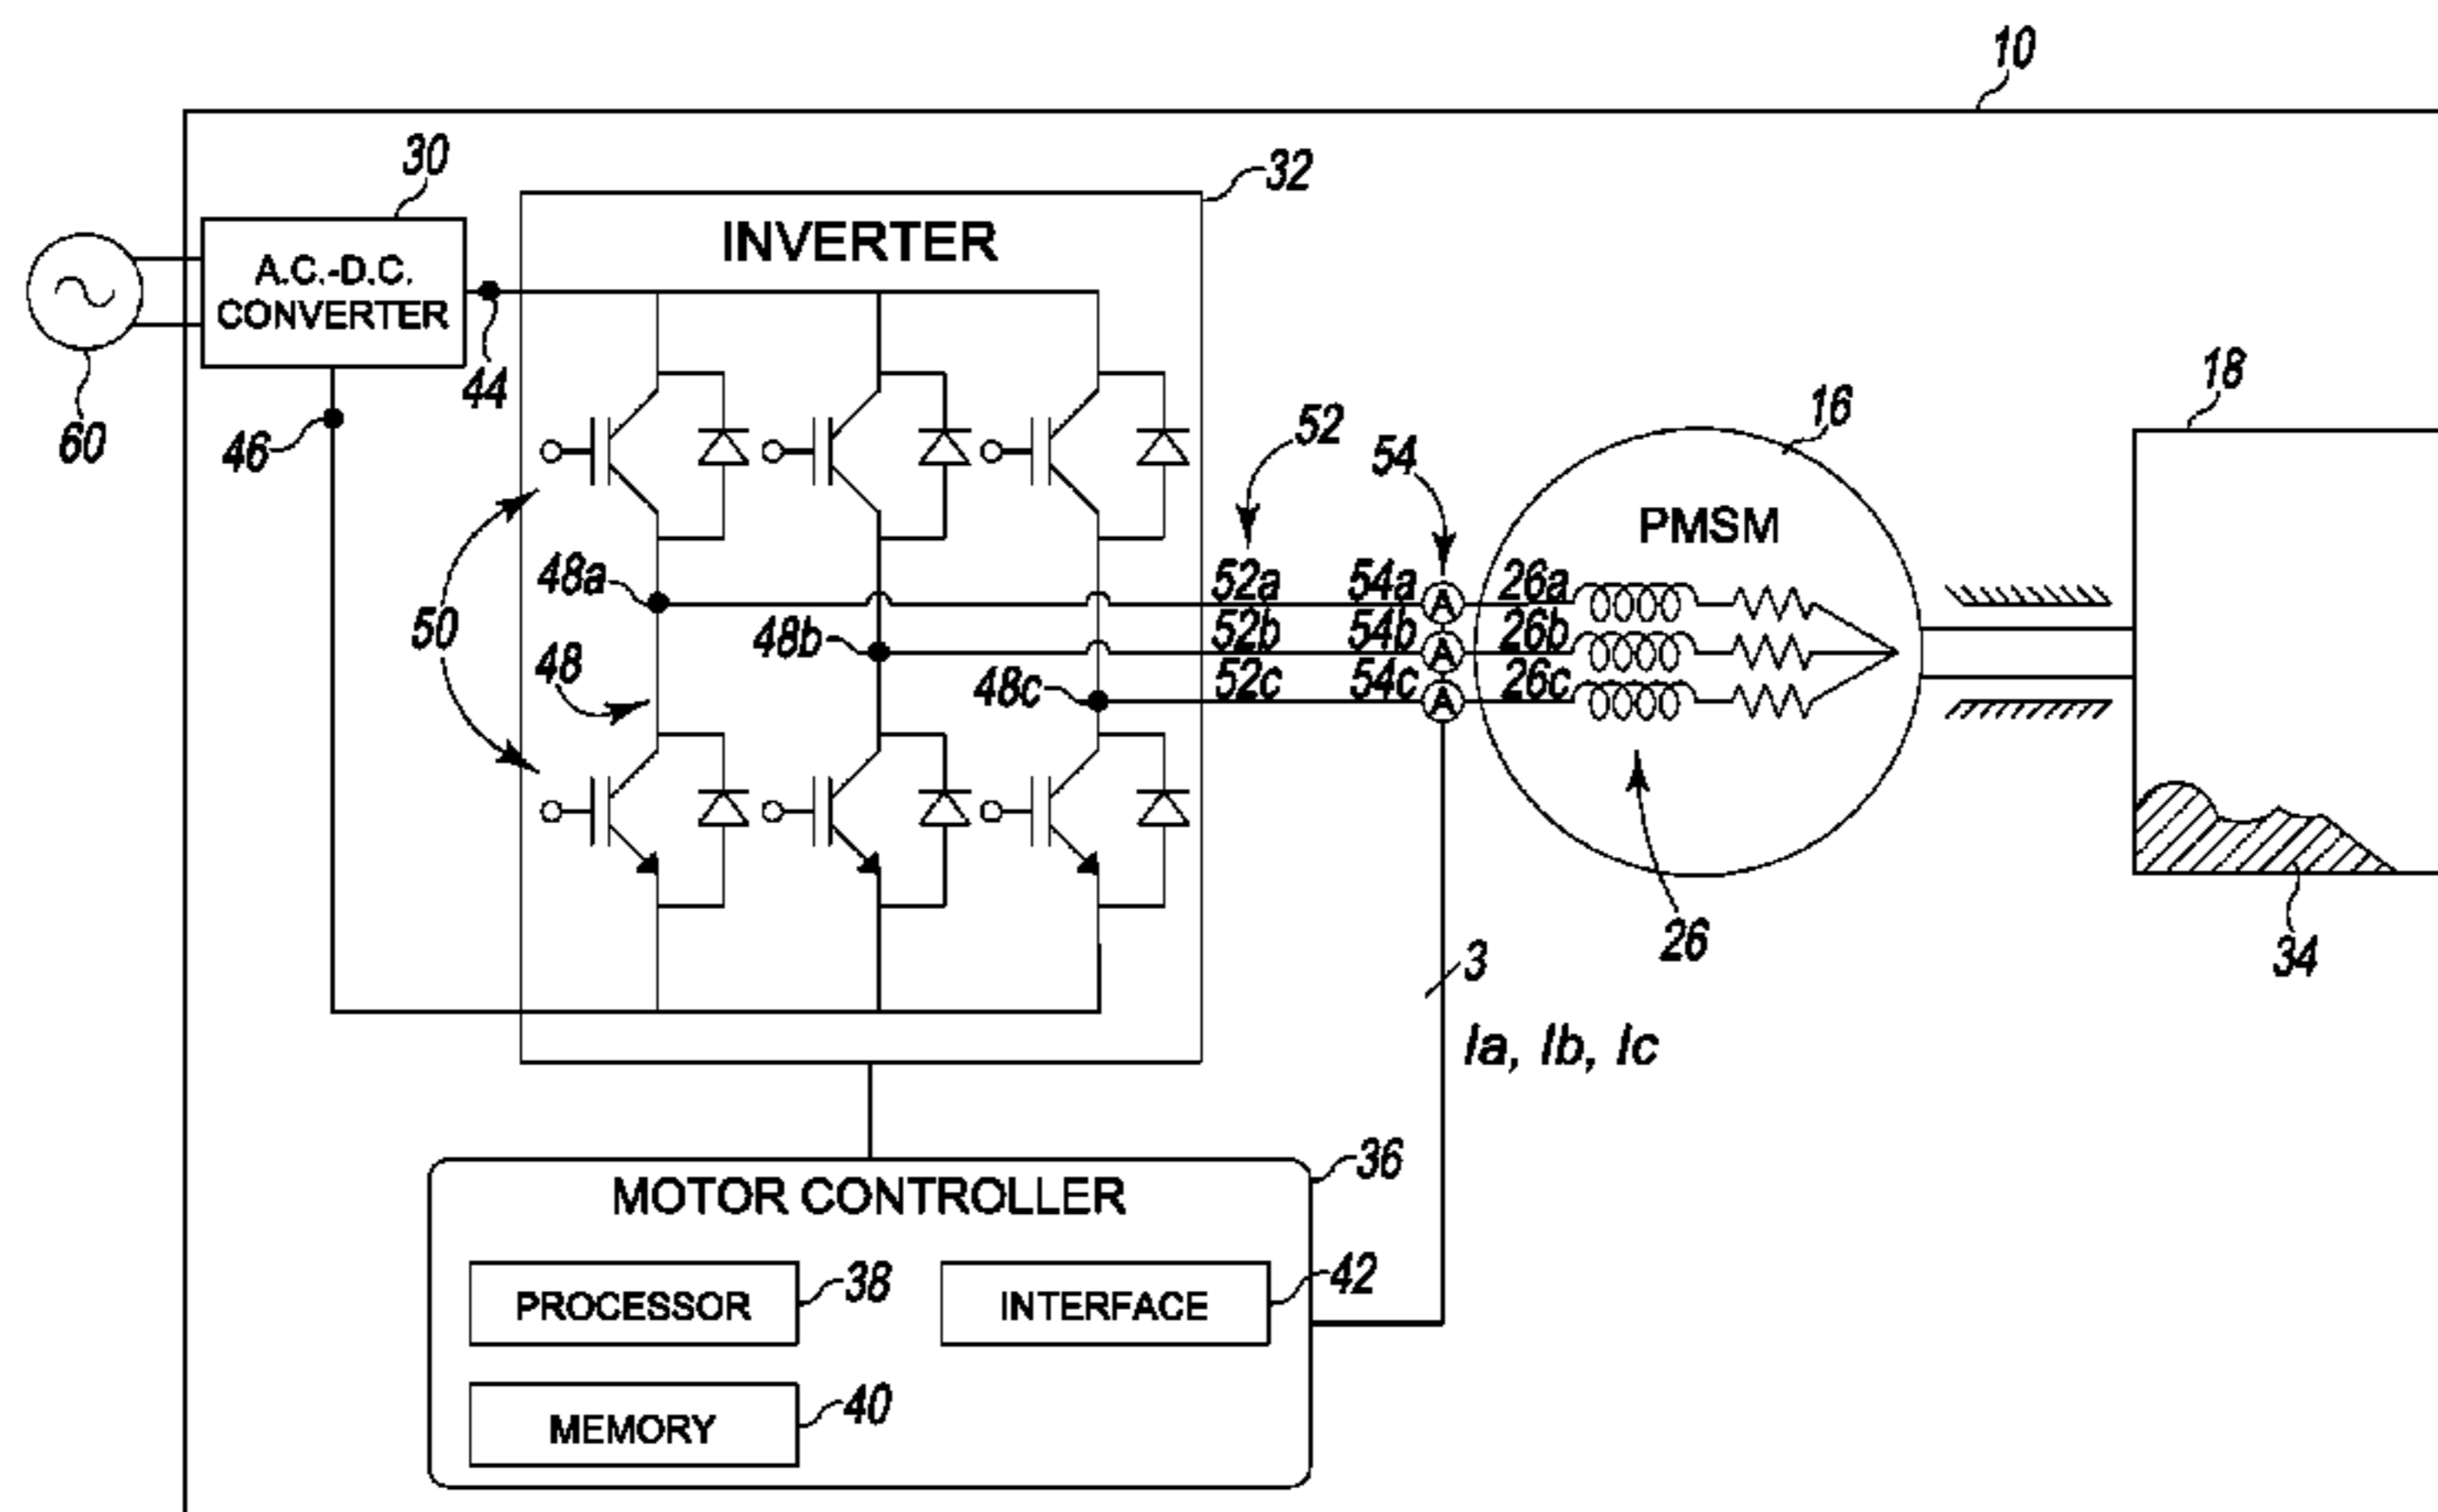 10
30
32
INVERTER
A.C.-D.C.
CONVERTER
44
46
60
18
16
52
54
PMSM
48a
52a 54a A 26a
50
48b
52b 54b A 26b
48
48c
52c 54c A 26c
26
34
3
Ia, Ib, Ic
36
MOTOR CONTROLLER
PROCESSOR
38
INTERFACE
42
MEMORY
40